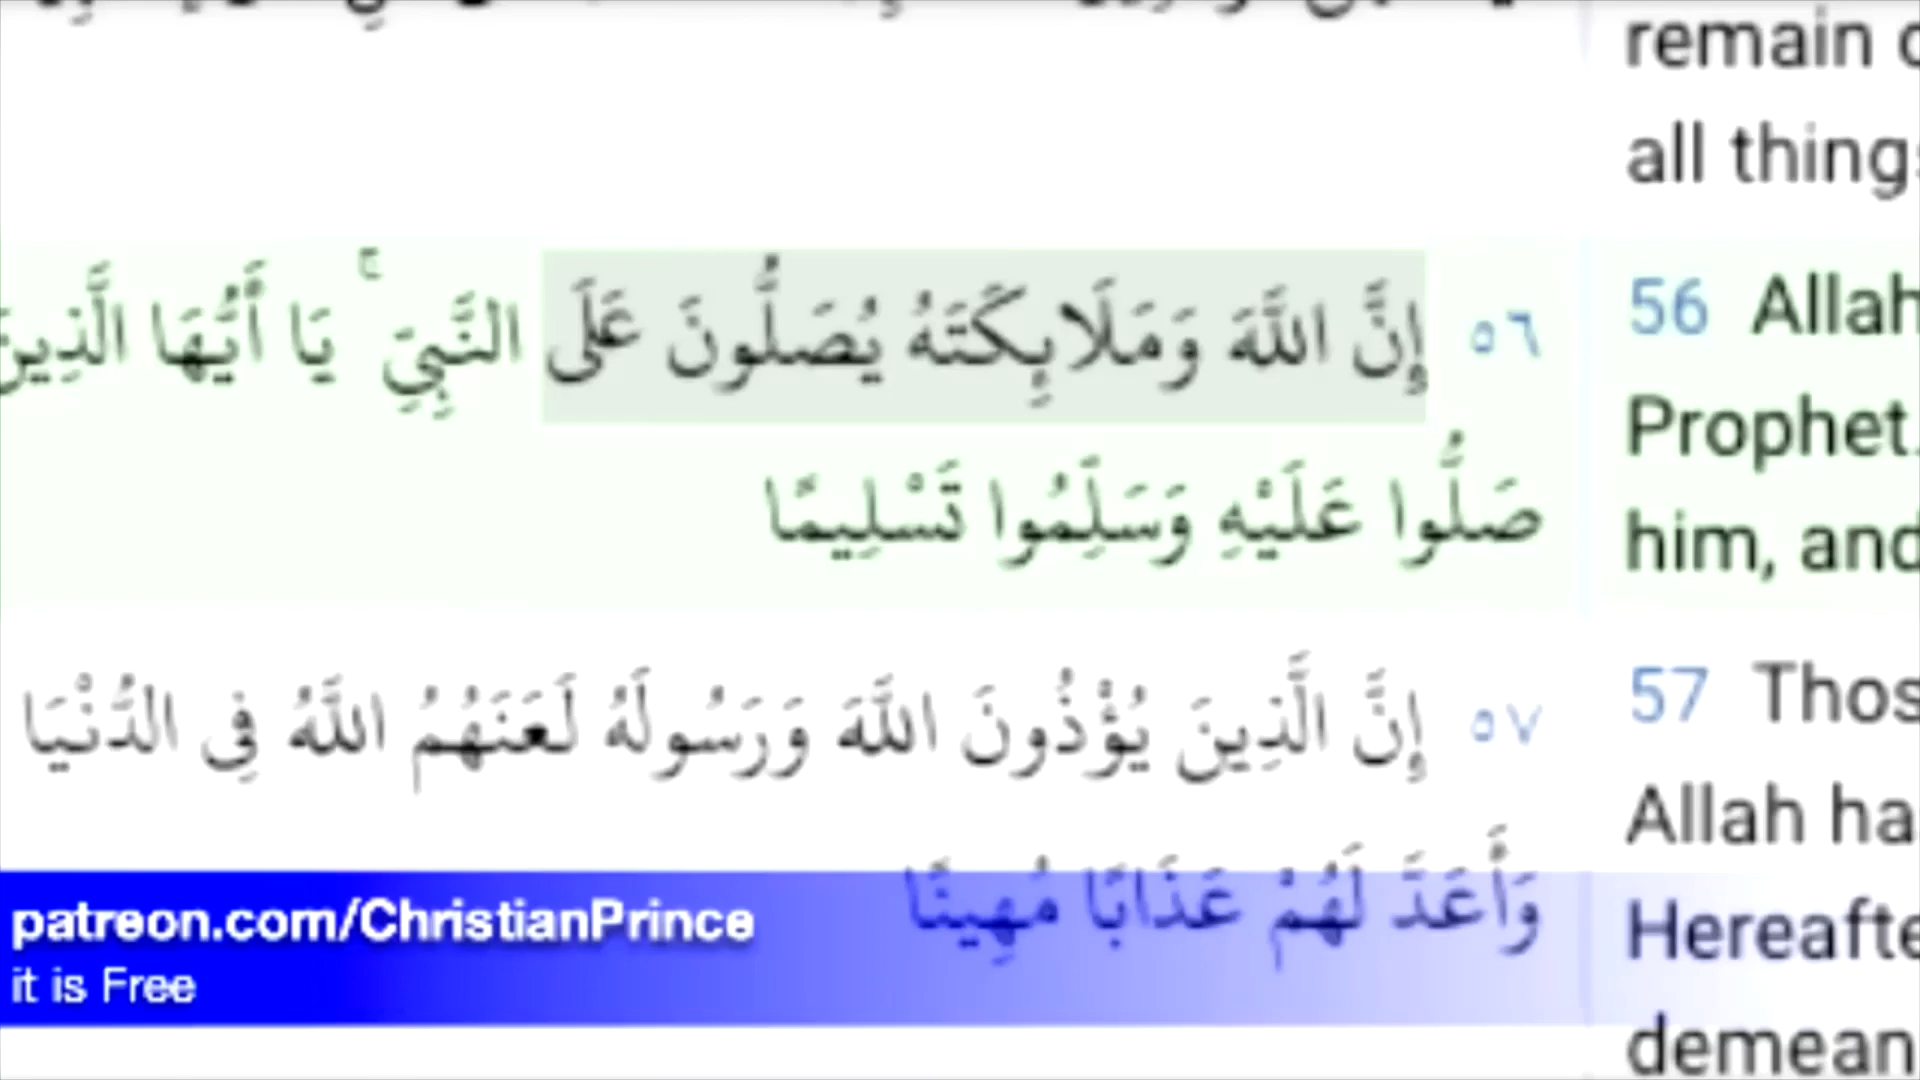 ٥٦ إِنَّ اللَّهَ وَمَلَائِكَتَهُ يُصَلُّونَ عَلَى النَّبِيِّ ۚ يَا أَيُّهَا الَّذِينَ
صَلُّوا عَلَيْهِ وَسَلِّمُوا تَسْلِيمًا
٥٧ إِنَّ الَّذِينَ يُؤْذُونَ اللَّهَ وَرَسُولَهُ لَعَنَهُمُ اللَّهُ فِي الدُّنْيَا
وَأَعَدَّ لَهُمْ عَذَابًا مُهِينًا
remain
all things
56 Allah
Prophet.
him, and
57 Thos
Allah ha
Hereafte
demean
patreon.com/ChristianPrince
it is Free